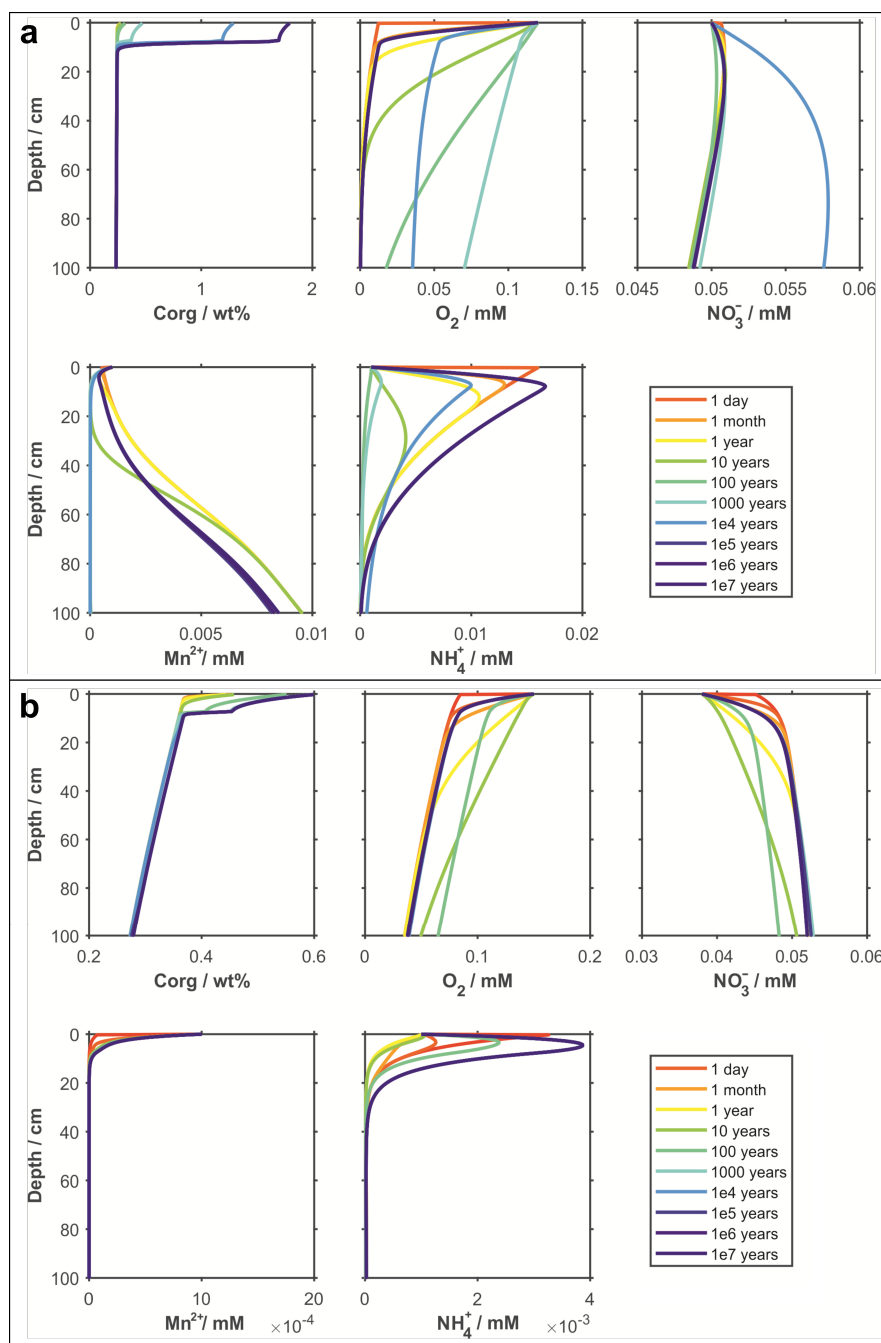 a
0 20 40 60 80 100
Depth / cm
0 1 2
Corg / wt%
0 0.05 0.1 0.15
O₂ / mM
0.045 0.05 0.055 0.06
NO₃⁻ / mM
0 20 40 60 80 100
Depth / cm
0 0.005 0.01
Mn²⁺/ mM
0 0.01 0.02
NH₄⁺ / mM
1 day
1 month
1 year
10 years
100 years
1000 years
1e4 years
1e5 years
1e6 years
1e7 years
b
0 20 40 60 80 100
Depth / cm
0.2 0.4 0.6
Corg / wt%
0 0.1 0.2
O₂ / mM
0.03 0.04 0.05 0.06
NO₃⁻ / mM
0 20 40 60 80 100
Depth / cm
0 10 20
Mn²⁺/ mM ×10⁻⁴
0 2 4
NH₄⁺ / mM ×10⁻³
1 day
1 month
1 year
10 years
100 years
1000 years
1e4 years
1e5 years
1e6 years
1e7 years